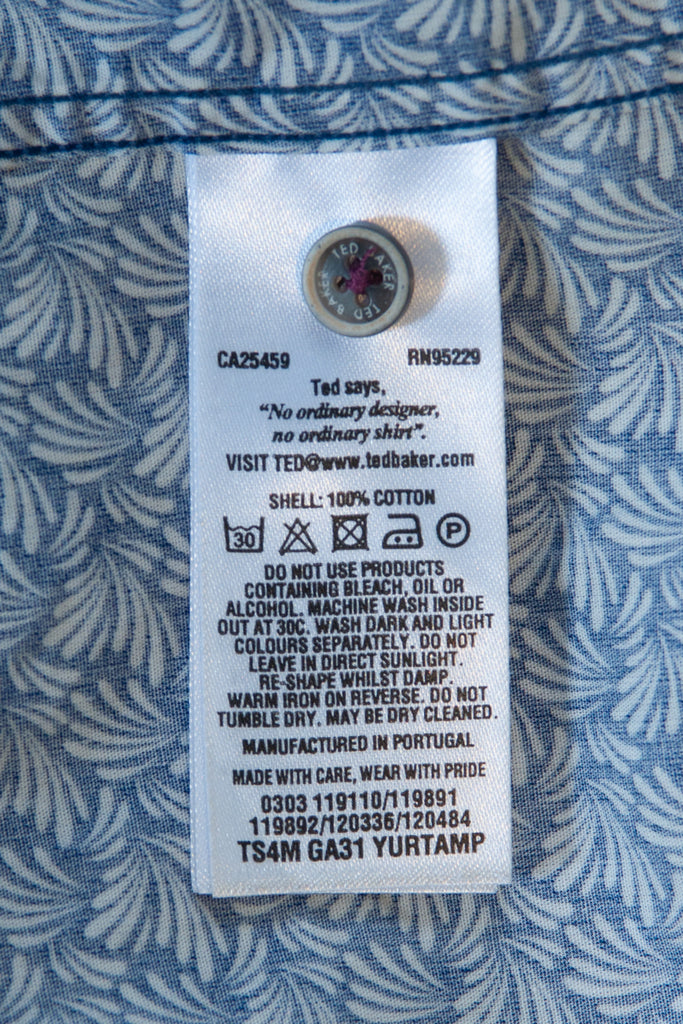 TED BAKER TED BAKER
CA25459 RN95229
Ted says,
“No ordinary designer,
no ordinary shirt”.
VISIT TED@www.tedbaker.com
SHELL: 100% COTTON
30 P
DO NOT USE PRODUCTS
CONTAINING BLEACH, OIL OR
ALCOHOL. MACHINE WASH INSIDE
OUT AT 30C. WASH DARK AND LIGHT
COLOURS SEPARATELY. DO NOT
LEAVE IN DIRECT SUNLIGHT.
RE-SHAPE WHILST DAMP.
WARM IRON ON REVERSE. DO NOT
TUMBLE DRY. MAY BE DRY CLEANED.
MANUFACTURED IN PORTUGAL
MADE WITH CARE, WEAR WITH PRIDE
0303 119110/119891
119892/120336/120484
TS4M GA31 YURTAMP